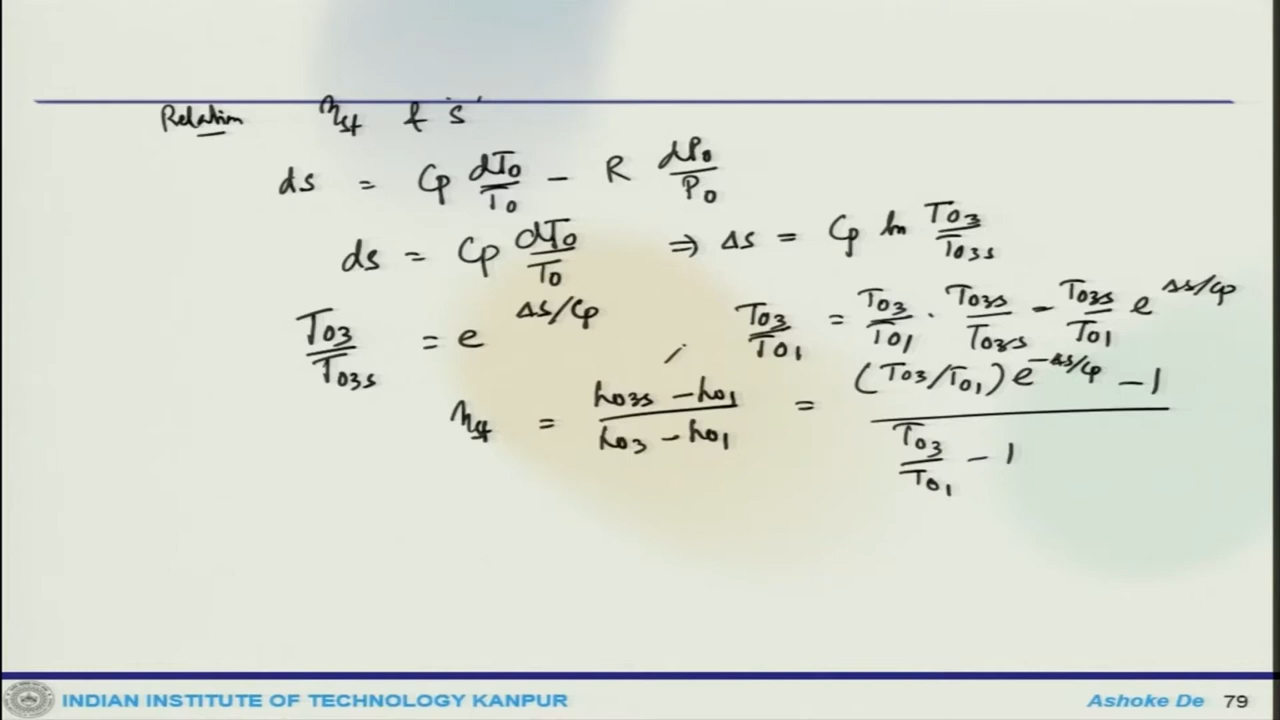 Relation ηst & 's'
ds = Cp dT0/T0 - R dP0/P0
ds = Cp dT0/T0 ⇒ Δs = Cp ln T03/T03s
T03/T03s = e^Δs/Cp , T03/T01 = T03/T01 . T03s/T03s = T03s/T01 e^Δs/Cp
ηst = h03s - h01/h03 - h01 = (T03/T01) e^-Δs/Cp - 1/T03/T01 - 1
INDIAN INSTITUTE OF TECHNOLOGY KANPUR
Ashoke De 79